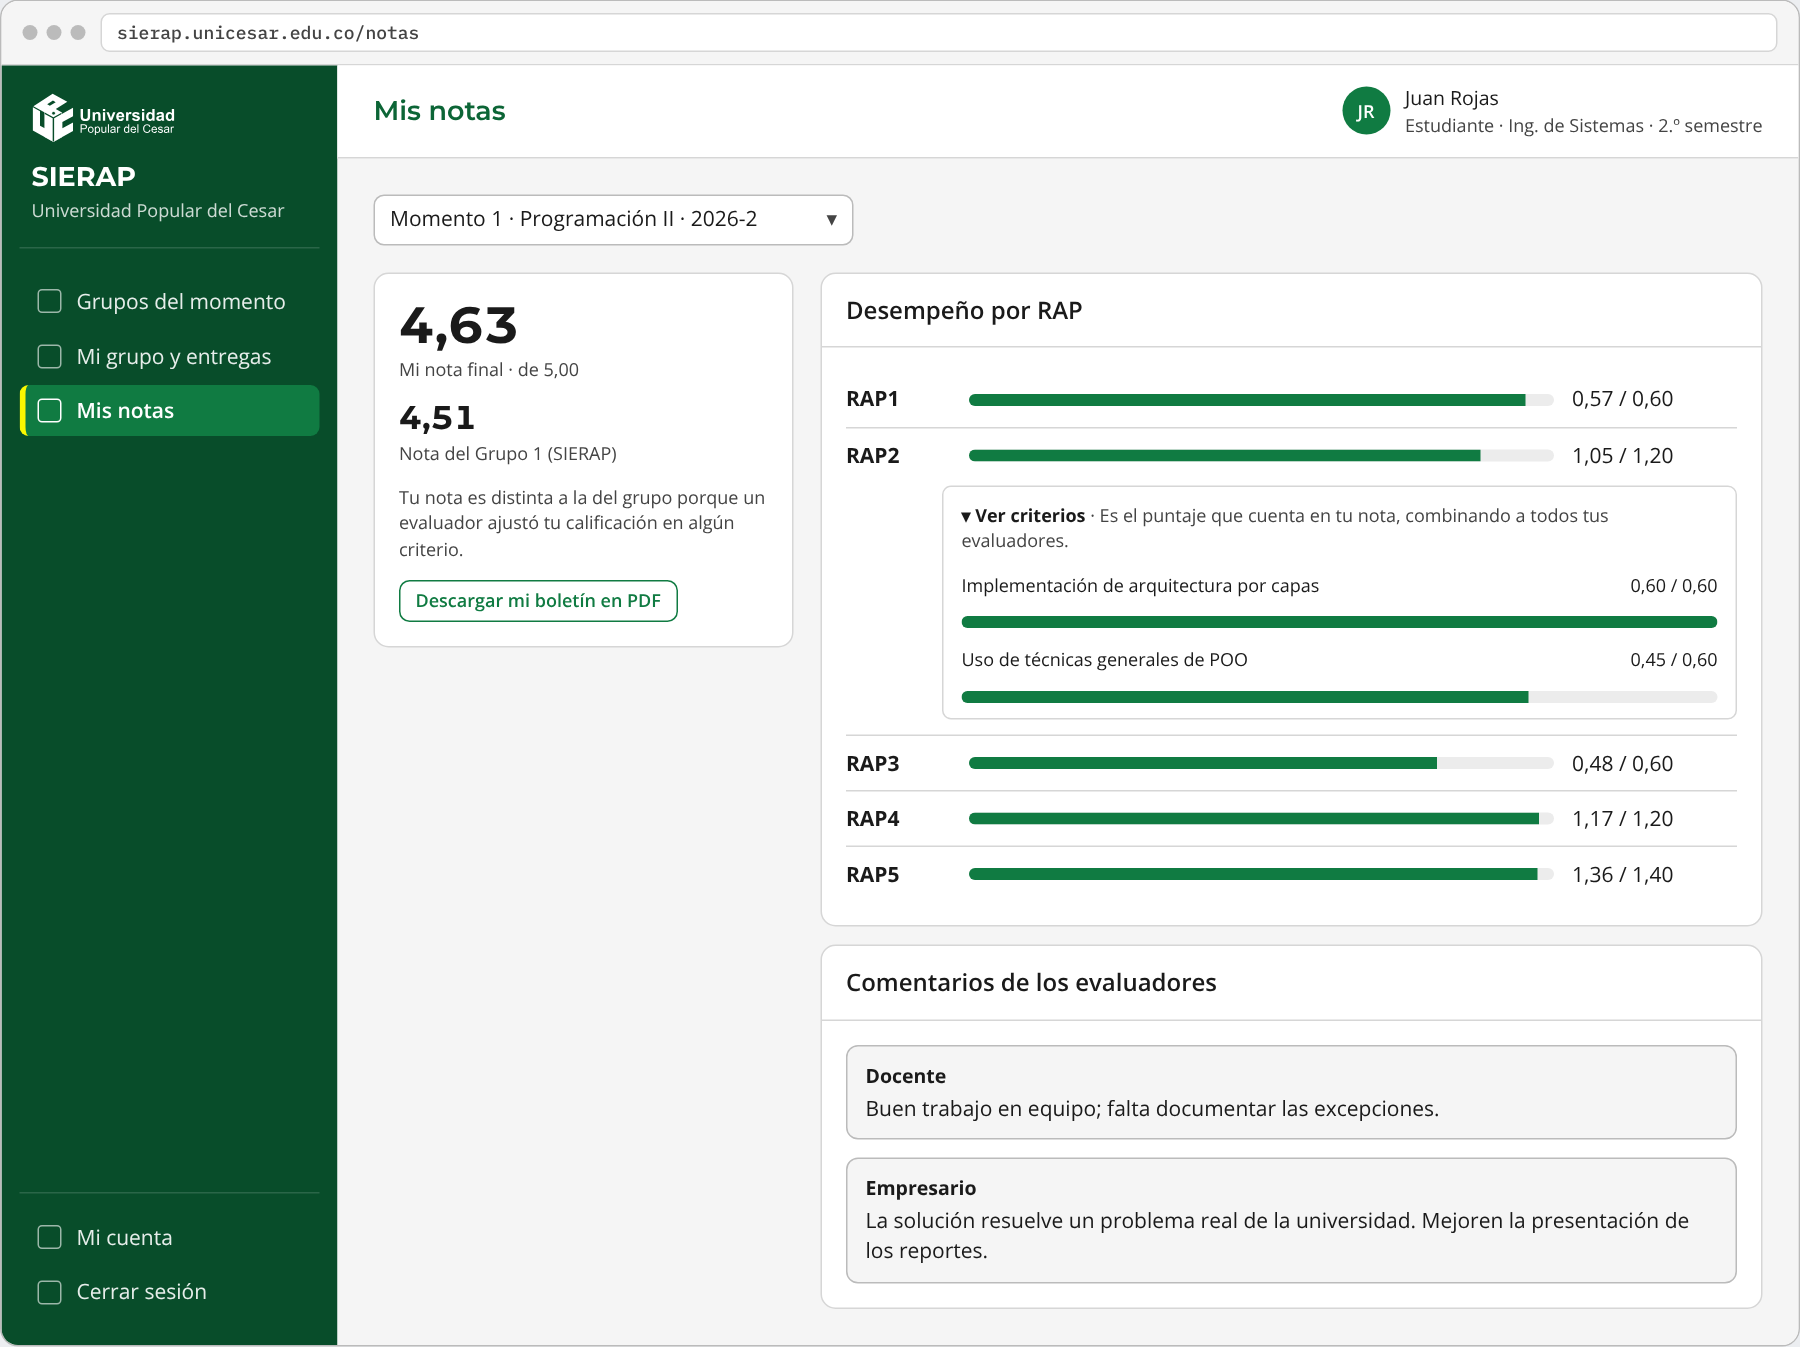 sierap.unicesar.edu.co/notas
UPC
Universidad
Popular del Cesar
SIERAP
Universidad Popular del Cesar
Grupos del momento
Mi grupo y entregas
Mis notas
Mi cuenta
Cerrar sesión
Mis notas
JR
Juan Rojas
Estudiante · Ing. de Sistemas · 2.º semestre
Momento 1 · Programación II · 2026-2 ▼
4,63
Mi nota final · de 5,00
4,51
Nota del Grupo 1 (SIERAP)
Tu nota es distinta a la del grupo porque un
evaluador ajustó tu calificación en algún
criterio.
Descargar mi boletín en PDF
Desempeño por RAP
RAP1 0,57 / 0,60
RAP2 1,05 / 1,20
▼ Ver criterios · Es el puntaje que cuenta en tu nota, combinando a todos tus
evaluadores.
Implementación de arquitectura por capas 0,60 / 0,60
Uso de técnicas generales de POO 0,45 / 0,60
RAP3 0,48 / 0,60
RAP4 1,17 / 1,20
RAP5 1,36 / 1,40
Comentarios de los evaluadores
Docente
Buen trabajo en equipo; falta documentar las excepciones.
Empresario
La solución resuelve un problema real de la universidad. Mejoren la presentación de
los reportes.